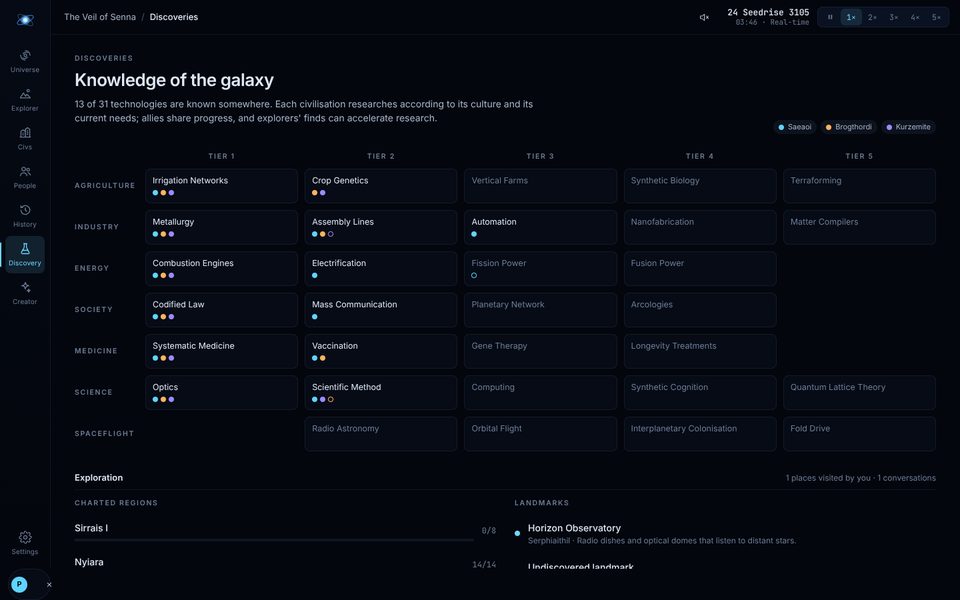 The Veil of Senna / Discoveries
24 Seedrise 3105
03:46 · Real-time
1× 2× 3× 4× 5×
Universe
Explorer
Civs
People
History
Discovery
Creator
Settings
P ×
DISCOVERIES
Knowledge of the galaxy
13 of 31 technologies are known somewhere. Each civilisation researches according to its culture and its
current needs; allies share progress, and explorers' finds can accelerate research.
Saeaoi Brogthordi Kurzemite
TIER 1 TIER 2 TIER 3 TIER 4 TIER 5
AGRICULTURE Irrigation Networks Crop Genetics Vertical Farms Synthetic Biology Terraforming
INDUSTRY Metallurgy Assembly Lines Automation Nanofabrication Matter Compilers
ENERGY Combustion Engines Electrification Fission Power Fusion Power
SOCIETY Codified Law Mass Communication Planetary Network Arcologies
MEDICINE Systematic Medicine Vaccination Gene Therapy Longevity Treatments
SCIENCE Optics Scientific Method Computing Synthetic Cognition Quantum Lattice Theory
SPACEFLIGHT Radio Astronomy Orbital Flight Interplanetary Colonisation Fold Drive
Exploration 1 places visited by you · 1 conversations
CHARTED REGIONS
Sirrais I 0/8
Nyiara 14/14
LANDMARKS
Horizon Observatory
Serphiaithil · Radio dishes and optical domes that listen to distant stars.
Undiscovered landmark